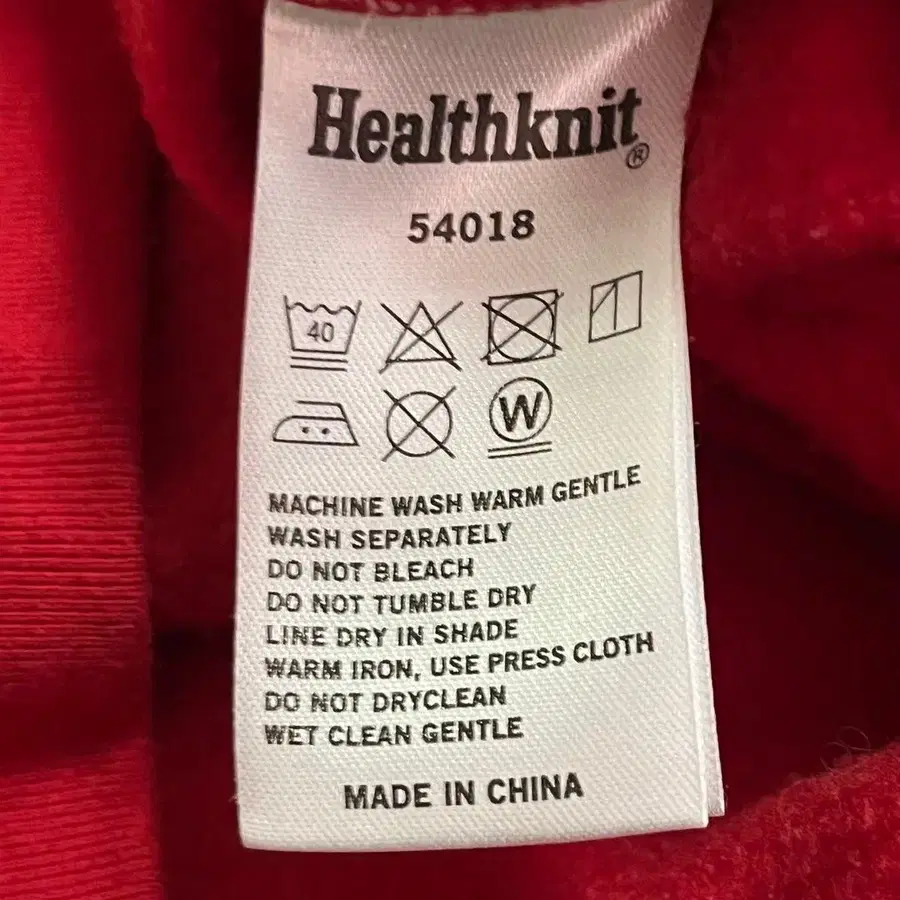 Healthknit®
54018
40
W
MACHINE WASH WARM GENTLE
WASH SEPARATELY
DO NOT BLEACH
DO NOT TUMBLE DRY
LINE DRY IN SHADE
WARM IRON, USE PRESS CLOTH
DO NOT DRYCLEAN
WET CLEAN GENTLE
MADE IN CHINA